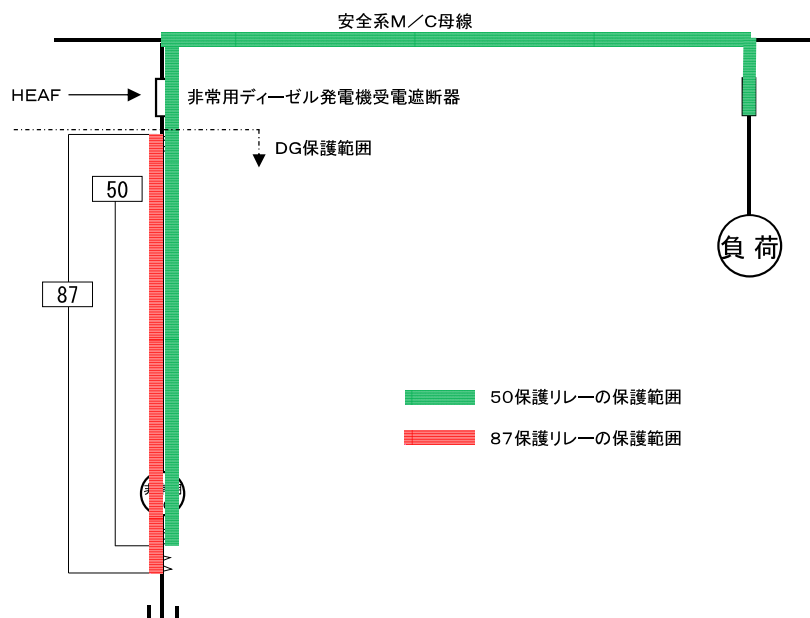 安全系M/C母線
HEAF
非常用ディーゼル発電機受電遮断器
DG保護範囲
50
負荷
87
50保護リレーの保護範囲
87保護リレーの保護範囲